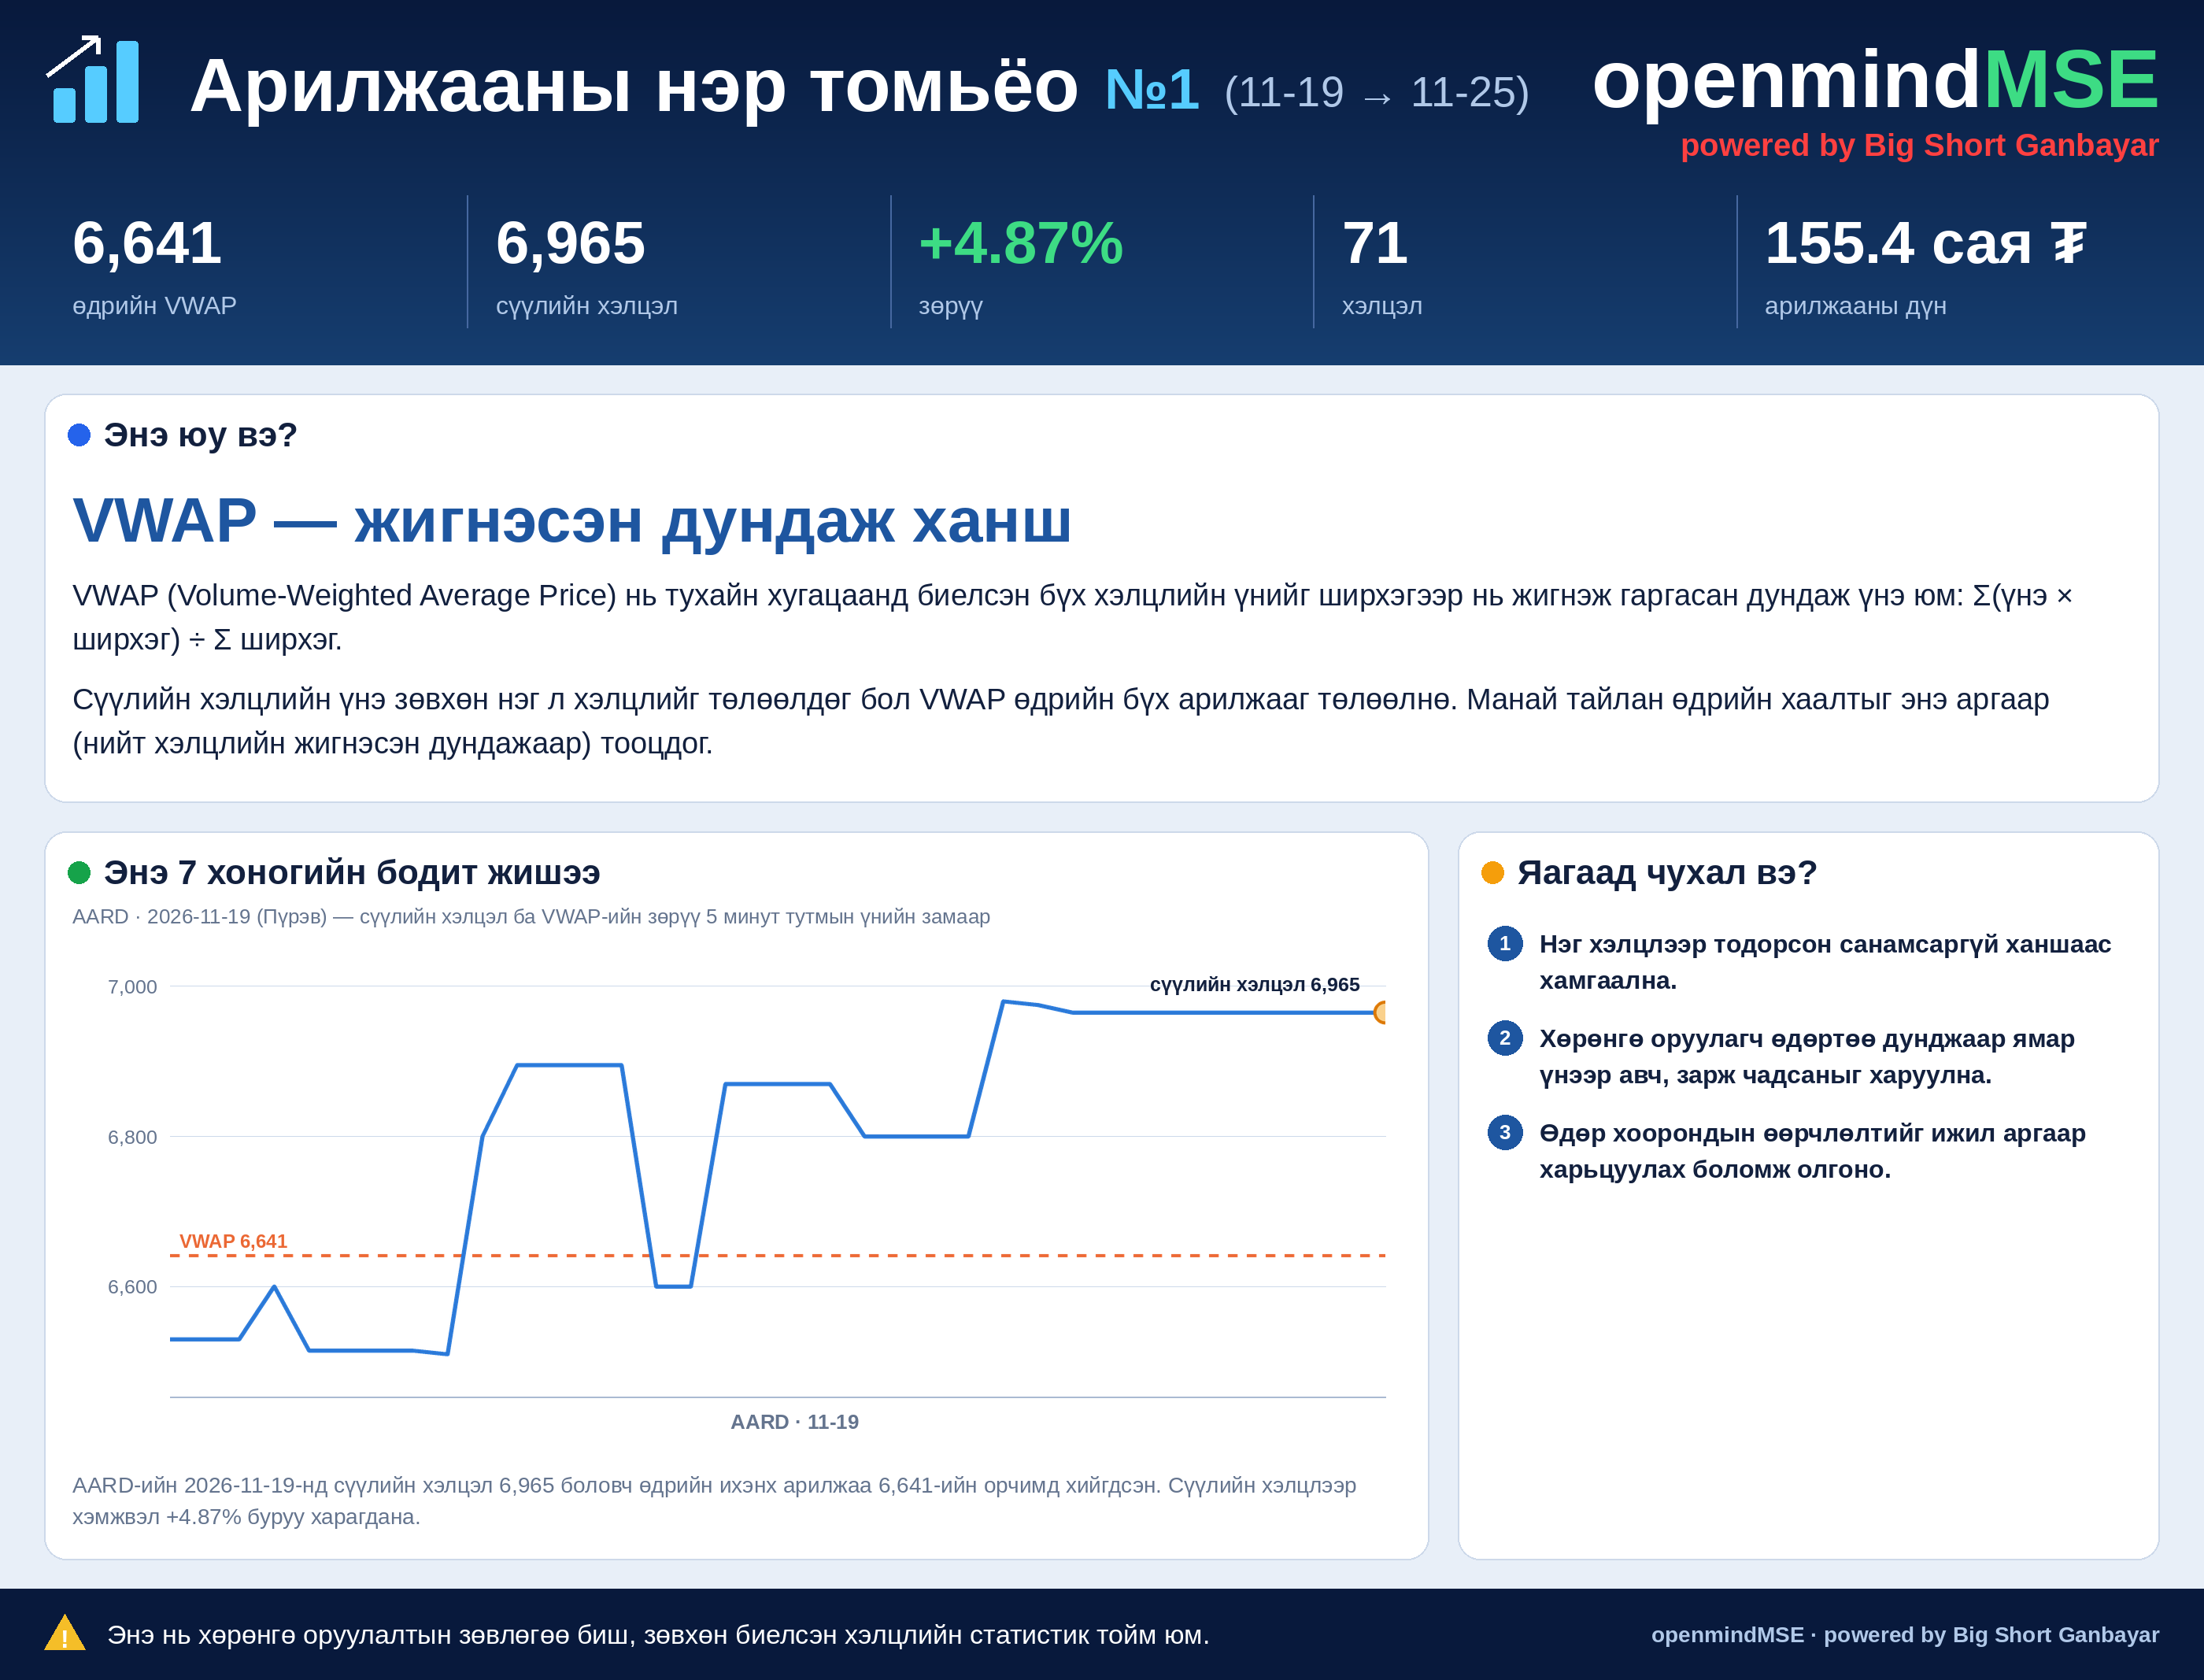 Арилжааны нэр томьёо №1 (11-19 → 11-25)
openmindMSE
powered by Big Short Ganbayar
6,641
өдрийн VWAP
6,965
сүүлийн хэлцэл
+4.87%
зөрүү
71
хэлцэл
155.4 сая ₮
арилжааны дүн
Энэ юу вэ?
VWAP — жигнэсэн дундаж ханш
VWAP (Volume-Weighted Average Price) нь тухайн хугацаанд биелсэн бүх хэлцлийн үнийг ширхэгээр нь жигнэж гаргасан дундаж үнэ юм: Σ(үнэ ×
ширхэг) ÷ Σ ширхэг.
Сүүлийн хэлцлийн үнэ зөвхөн нэг л хэлцлийг төлөөлдөг бол VWAP өдрийн бүх арилжааг төлөөлнө. Манай тайлан өдрийн хаалтыг энэ аргаар
(нийт хэлцлийн жигнэсэн дундажаар) тооцдог.
Энэ 7 хоногийн бодит жишээ
AARD · 2026-11-19 (Пүрэв) — сүүлийн хэлцэл ба VWAP-ийн зөрүү 5 минут тутмын үнийн замаар
7,000
сүүлийн хэлцэл 6,965
6,800
VWAP 6,641
6,600
AARD · 11-19
AARD-ийн 2026-11-19-нд сүүлийн хэлцэл 6,965 боловч өдрийн ихэнх арилжаа 6,641-ийн орчимд хийгдсэн. Сүүлийн хэлцлээр
хэмжвэл +4.87% буруу харагдана.
Яагаад чухал вэ?
1 Нэг хэлцлээр тодорсон санамсаргүй ханшаас
хамгаална.
2 Хөрөнгө оруулагч өдөртөө дунджаар ямар
үнээр авч, зарж чадсаныг харуулна.
3 Өдөр хоорондын өөрчлөлтийг ижил аргаар
харьцуулах боломж олгоно.
! Энэ нь хөрөнгө оруулалтын зөвлөгөө биш, зөвхөн биелсэн хэлцлийн статистик тойм юм.
openmindMSE · powered by Big Short Ganbayar